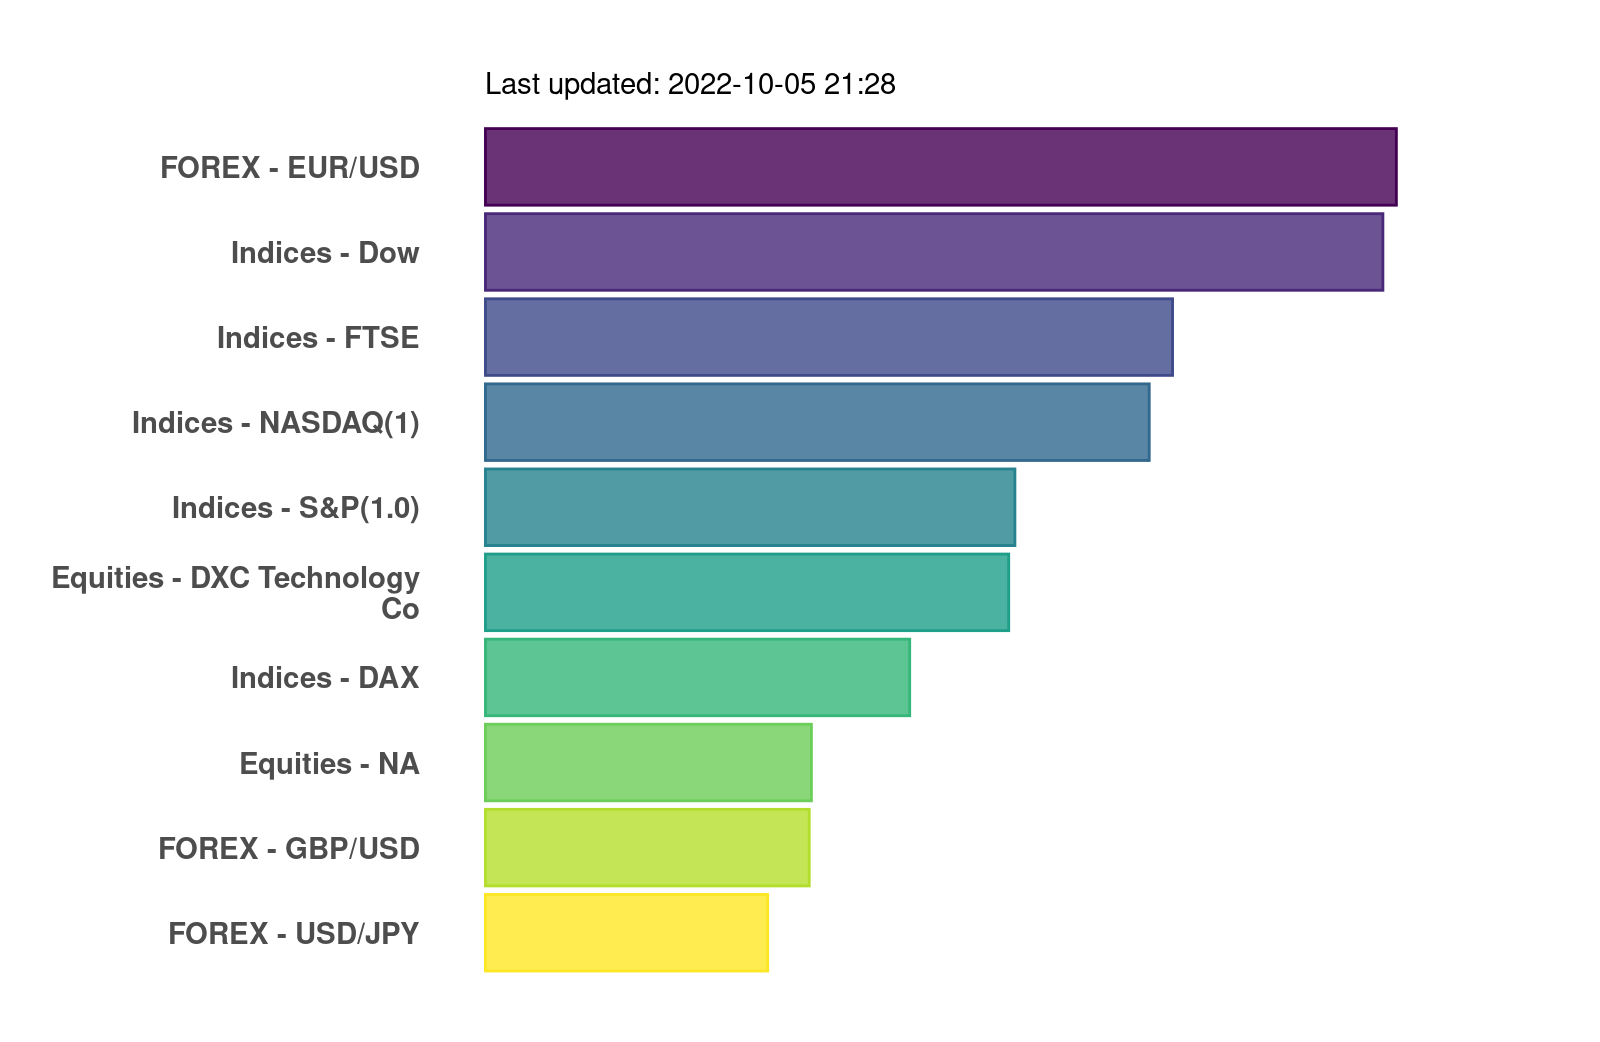 Last updated: 2022-10-05 21:28
FOREX - EUR/USD
Indices - Dow
Indices - FTSE
Indices - NASDAQ(1)
Indices - S&P(1.0)
Equities - DXC Technology
Co
Indices - DAX
Equities - NA
FOREX - GBP/USD
FOREX - USD/JPY